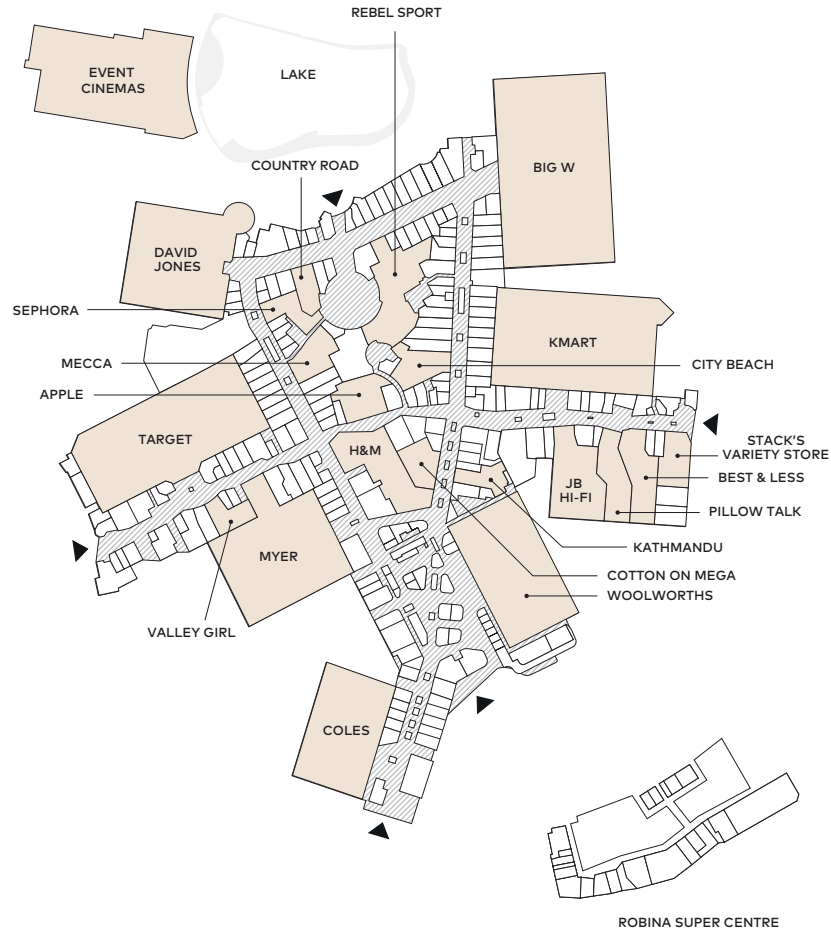 REBEL SPORT
EVENT
CINEMAS
LAKE
COUNTRY ROAD
BIG W
DAVID
JONES
SEPHORA
KMART
MECCA
CITY BEACH
APPLE
TARGET
H&M
STACK'S
VARIETY STORE
JB
HI-FI
BEST & LESS
PILLOW TALK
MYER
KATHMANDU
COTTON ON MEGA
WOOLWORTHS
VALLEY GIRL
COLES
ROBINA SUPER CENTRE